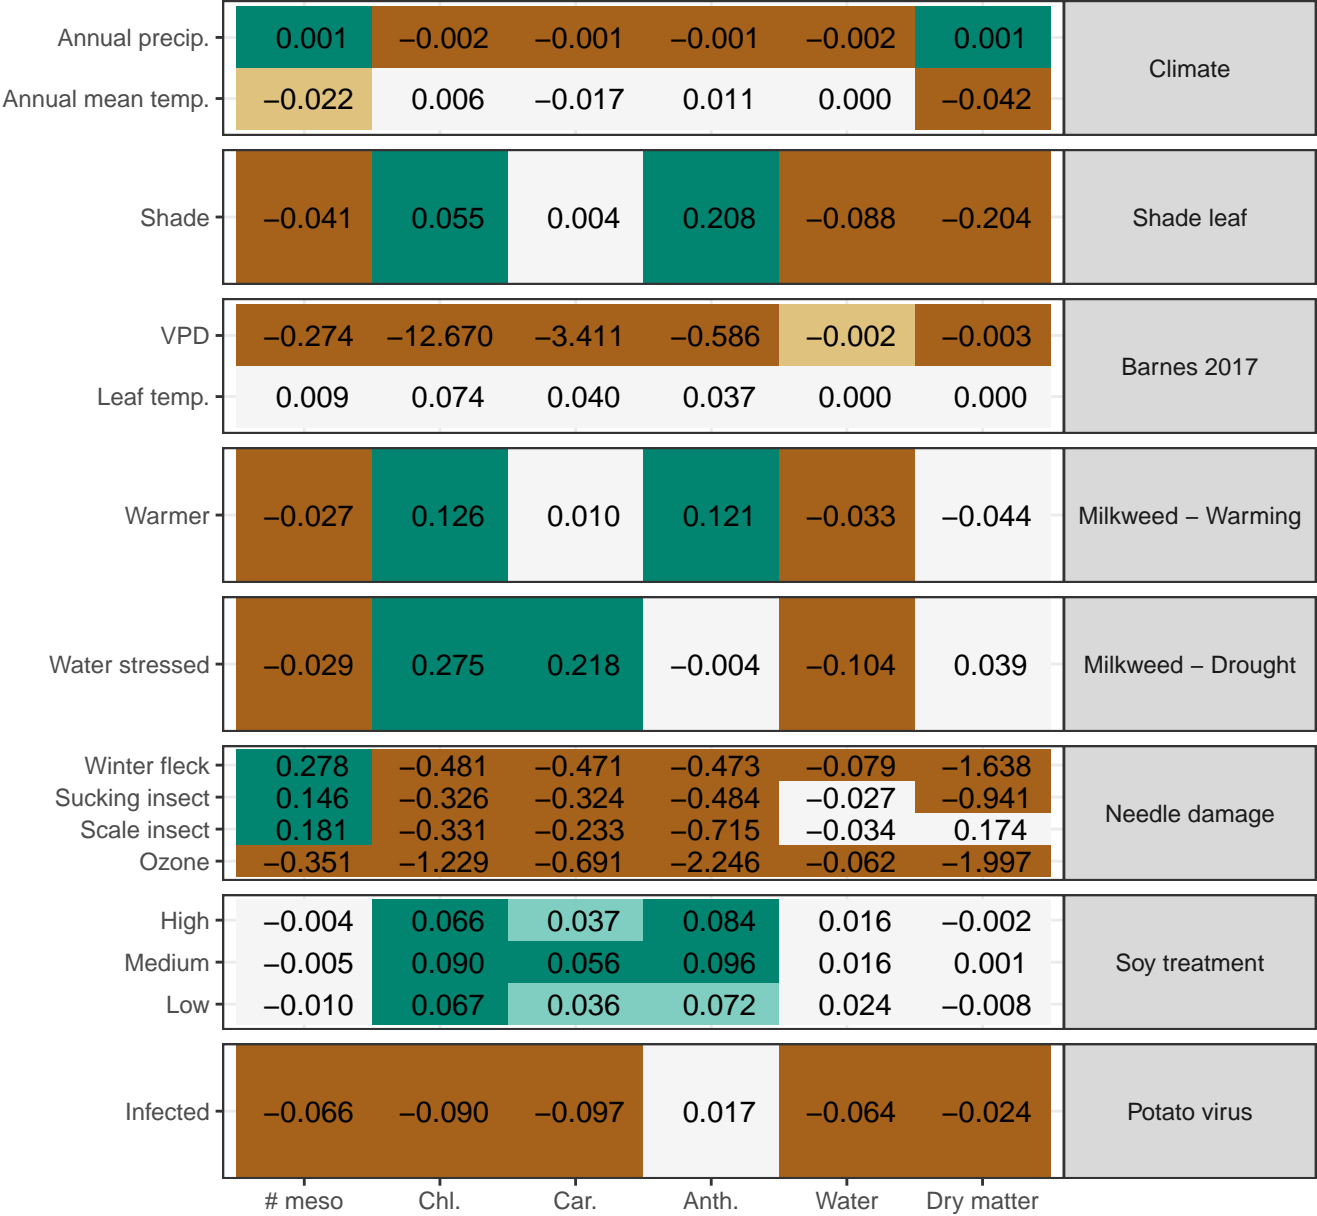 Annual precip. 0.001 −0.002 −0.001 −0.001 −0.002 0.001
Annual mean temp. −0.022 0.006 −0.017 0.011 0.000 −0.042
Climate
Shade −0.041 0.055 0.004 0.208 −0.088 −0.204
Shade leaf
VPD −0.274 −12.670 −3.411 −0.586 −0.002 −0.003
Leaf temp. 0.009 0.074 0.040 0.037 0.000 0.000
Barnes 2017
Warmer −0.027 0.126 0.010 0.121 −0.033 −0.044
Milkweed − Warming
Water stressed −0.029 0.275 0.218 −0.004 −0.104 0.039
Milkweed − Drought
Winter fleck 0.278 −0.481 −0.471 −0.473 −0.079 −1.638
Sucking insect 0.146 −0.326 −0.324 −0.484 −0.027 −0.941
Scale insect 0.181 −0.331 −0.233 −0.715 −0.034 0.174
Ozone −0.351 −1.229 −0.691 −2.246 −0.062 −1.997
Needle damage
High −0.004 0.066 0.037 0.084 0.016 −0.002
Medium −0.005 0.090 0.056 0.096 0.016 0.001
Low −0.010 0.067 0.036 0.072 0.024 −0.008
Soy treatment
Infected −0.066 −0.090 −0.097 0.017 −0.064 −0.024
Potato virus
# meso Chl. Car. Anth. Water Dry matter